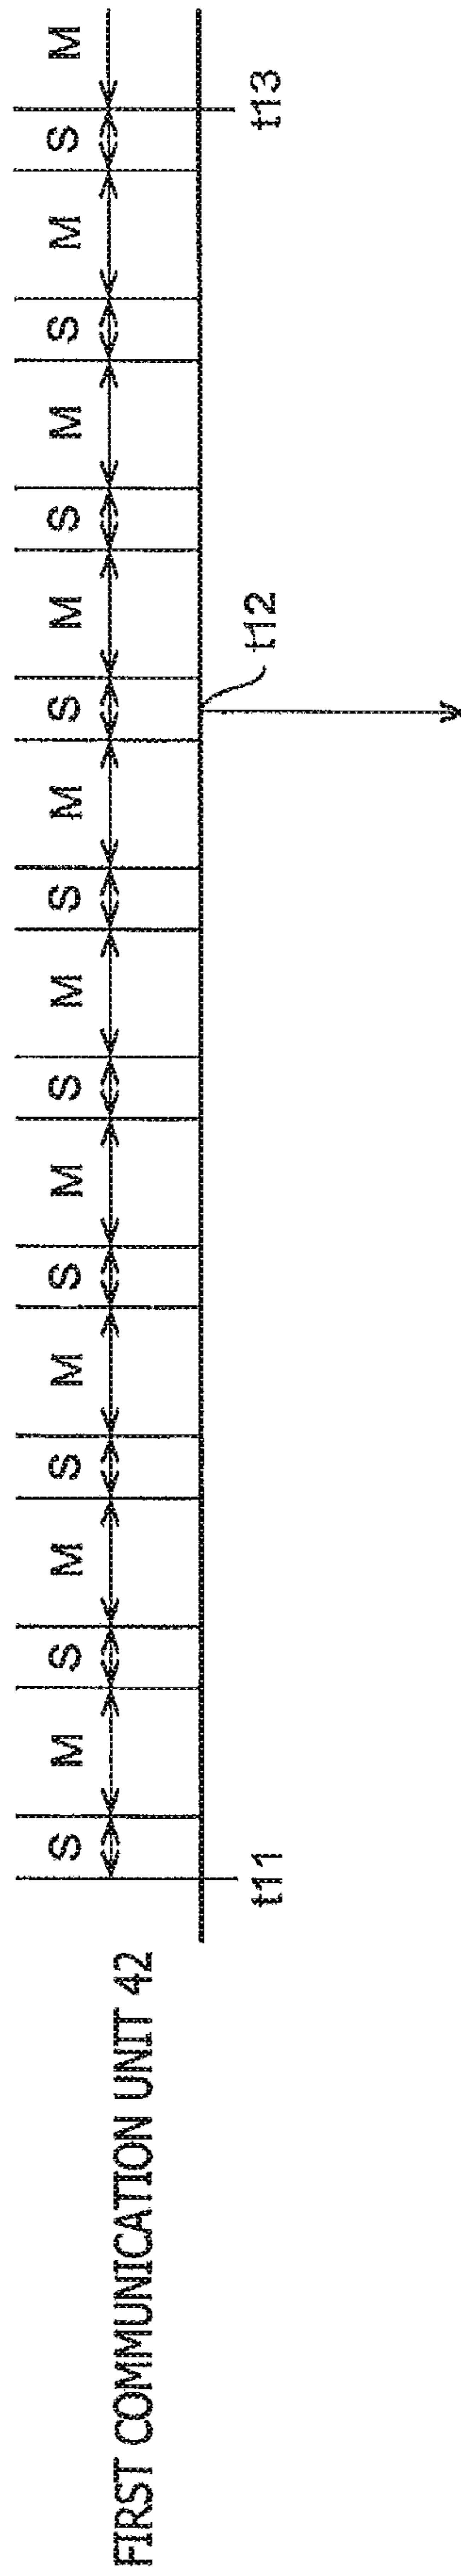 FIRST COMMUNICATION UNIT 42
S M S M S M S M S M S M S M S M S M S M
t11 t12 t13